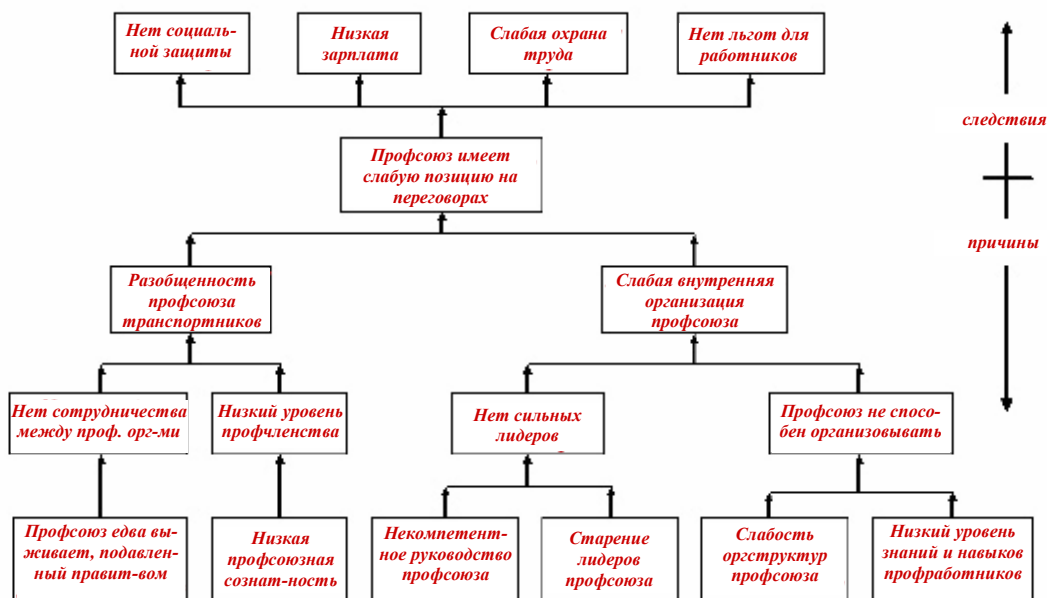 Нет социаль-
ной защиты
Низкая
зарплата
Слабая охрана
труда
Нет льгот для
работников
следствия
Профсоюз имеет
слабую позицию на
переговорах
причины
Разобщенность
профсоюза
транспортников
Слабая внутренняя
организация
профсоюза
Нет сотрудничества
между проф. орг-ми
Низкий уровень
профчленства
Нет сильных
лидеров
Профсоюз не спосо-
бен организовывать
Профсоюз едва вы-
живает, подавлен-
ный правит-вом
Низкая
профсоюзная
сознат-ность
Некомпетент-
ное руководство
профсоюза
Старение
лидеров
профсоюза
Слабость
оргструктур
профсоюза
Низкий уровень
знаний и навыков
профработников